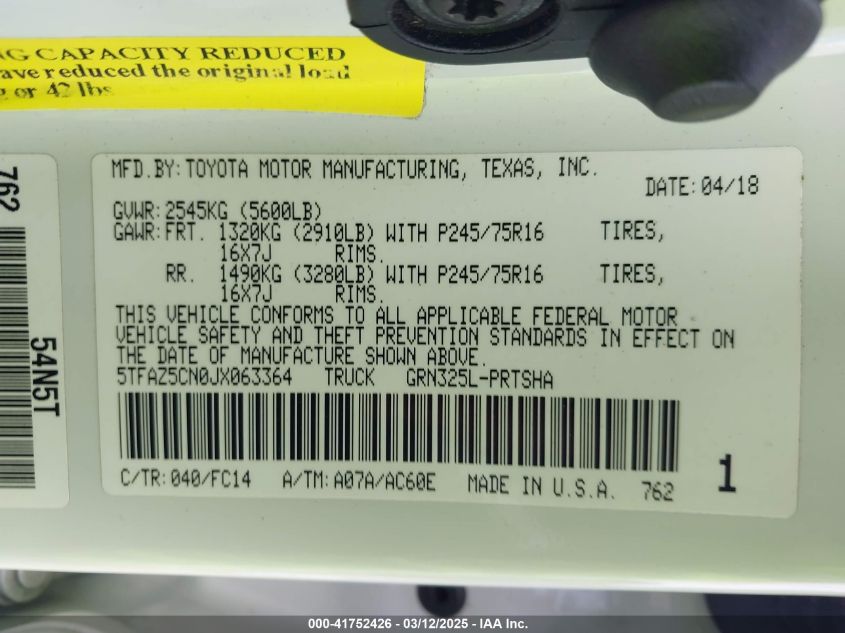 NG CAPACITY REDUCED
ave reduced the original load
g or 42 lbs
762
54N5T
MFD.BY:TOYOTA MOTOR MANUFACTURING, TEXAS, INC.
DATE:04/18
GVWR:2545KG (5600LB)
GAWR:FRT. 1320KG (2910LB) WITH P245/75R16 TIRES,
16X7J RIMS.
RR. 1490KG (3280LB) WITH P245/75R16 TIRES,
16X7J RIMS.
THIS VEHICLE CONFORMS TO ALL APPLICABLE FEDERAL MOTOR
VEHICLE SAFETY AND THEFT PREVENTION STANDARDS IN EFFECT ON
THE DATE OF MANUFACTURE SHOWN ABOVE.
5TFAZ5CN0JX063364 TRUCK GRN325L-PRTSHA
C/TR:040/FC14 A/TM:A07A/AC60E MADE IN U.S.A. 762
1
000-41752426 - 03/12/2025 - IAA Inc.